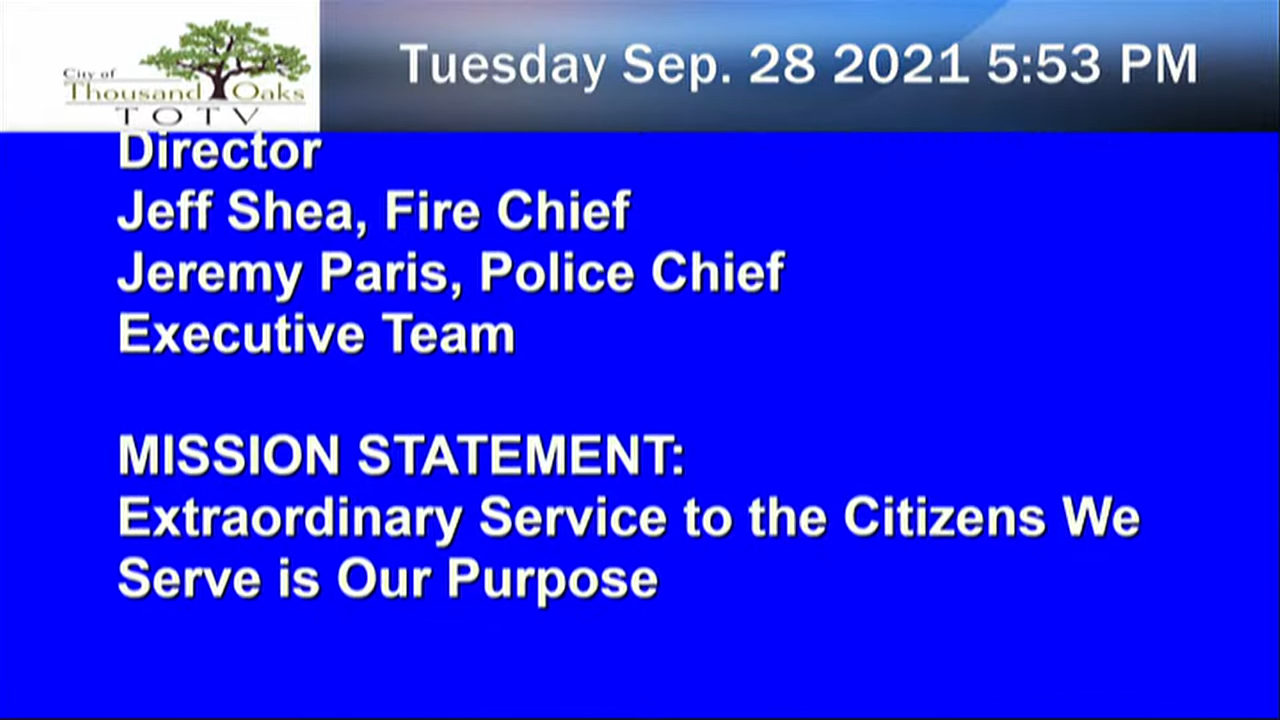 City of
Thousand Oaks
TOTV
Tuesday Sep. 28 2021 5:53 PM
Director
Jeff Shea, Fire Chief
Jeremy Paris, Police Chief
Executive Team
MISSION STATEMENT:
Extraordinary Service to the Citizens We
Serve is Our Purpose